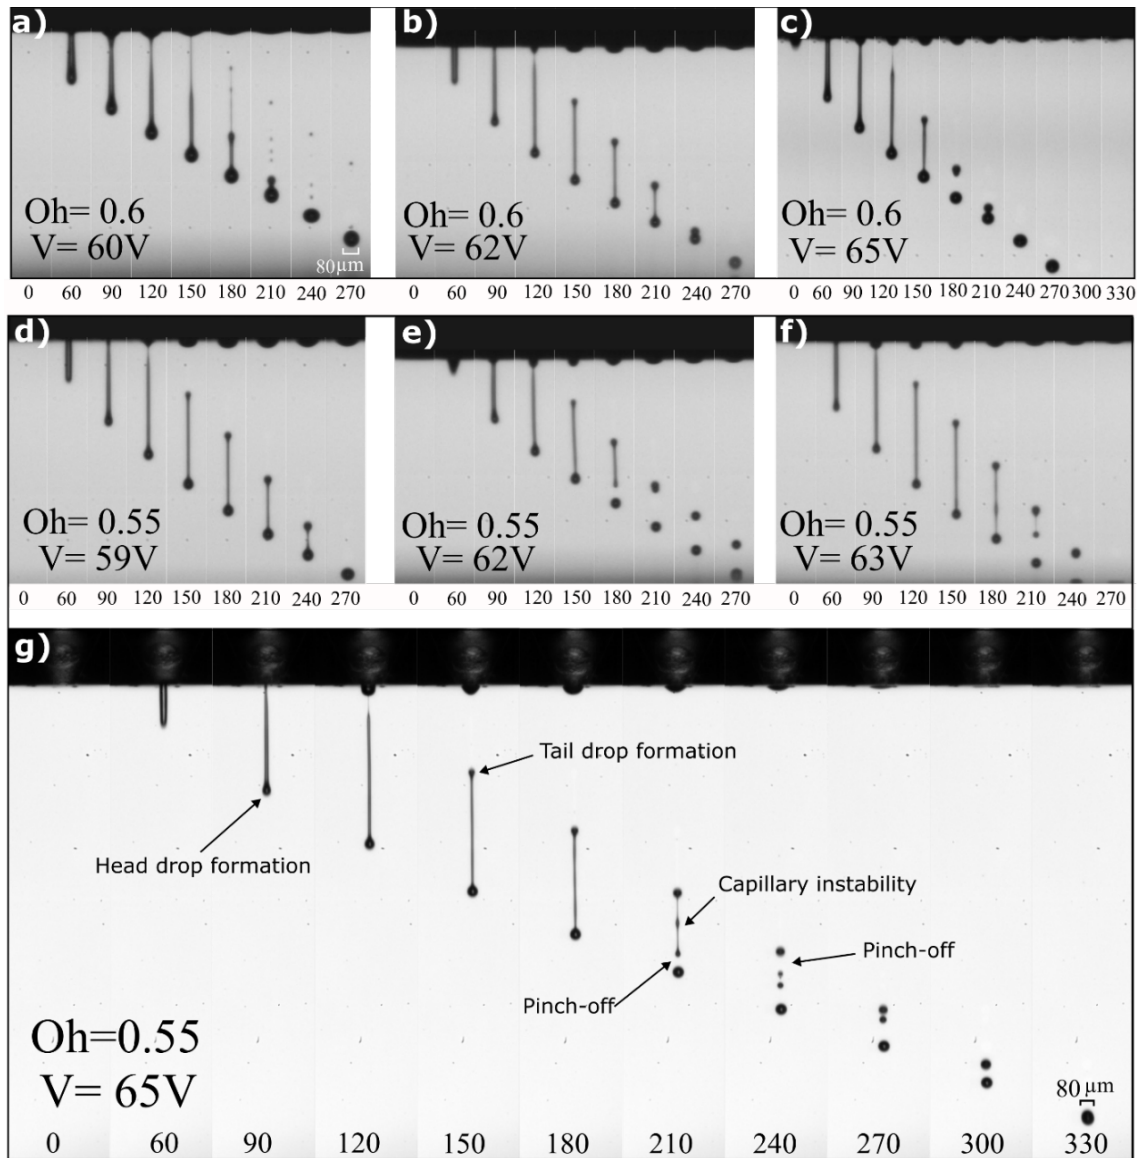 a)
Oh= 0.6
V= 60V
80μm
0 60 90 120 150 180 210 240 270
b)
Oh= 0.6
V= 62V
0 60 90 120 150 180 210 240 270
c)
Oh= 0.6
V= 65V
0 60 90 120 150 180 210 240 270 300 330
d)
Oh= 0.55
V= 59V
0 60 90 120 150 180 210 240 270
e)
Oh= 0.55
V= 62V
0 60 90 120 150 180 210 240 270
f)
Oh= 0.55
V= 63V
0 60 90 120 150 180 210 240 270
g)
Tail drop formation
Head drop formation
Capillary instability
Pinch-off
Pinch-off
Oh=0.55
V= 65V
80 μm
0 60 90 120 150 180 210 240 270 300 330